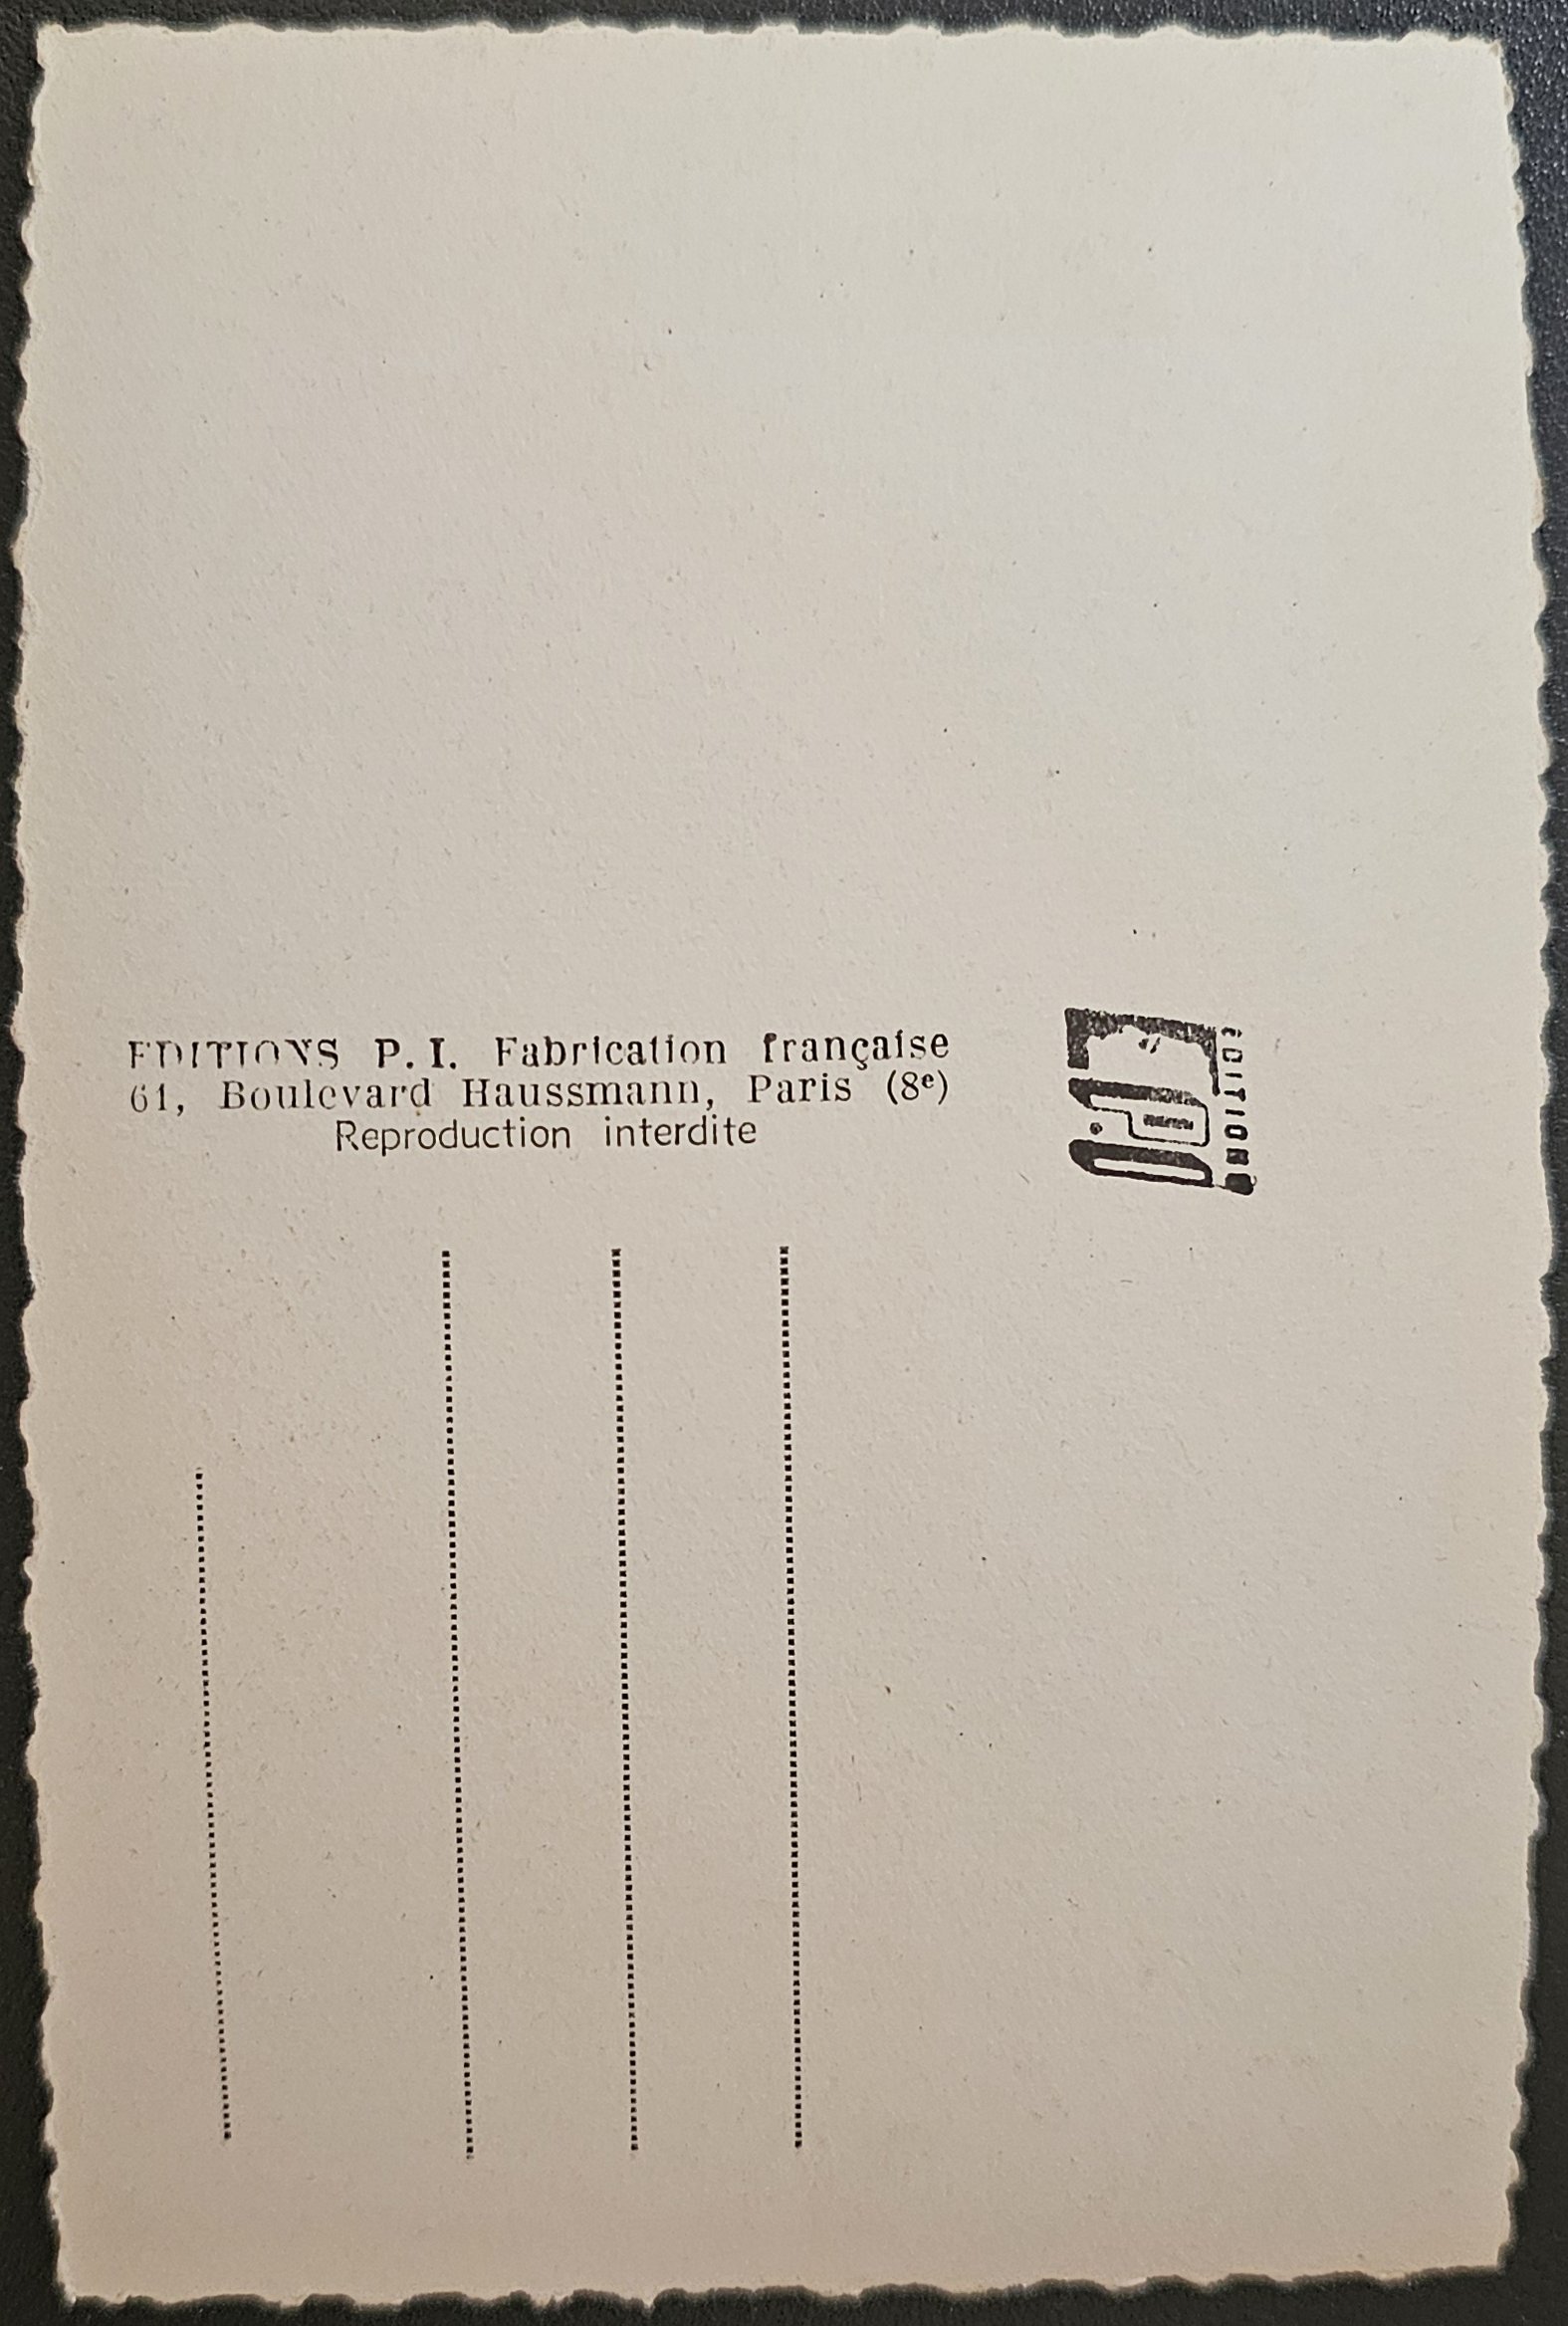 EDITIONS P. I. Fabrication française
61, Boulevard Haussmann, Paris (8e)
Reproduction interdite
EDITIONS